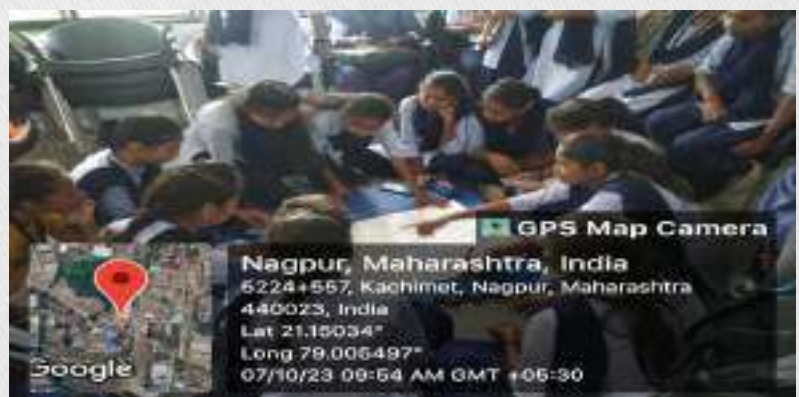 GPS Map Camera
Nagpur, Maharashtra, India
6224+557, Kachimet, Nagpur, Maharashtra
440023, India
Lat 21.15034°
Long 79.005497°
07/10/23 09:54 AM GMT +05:30
Google